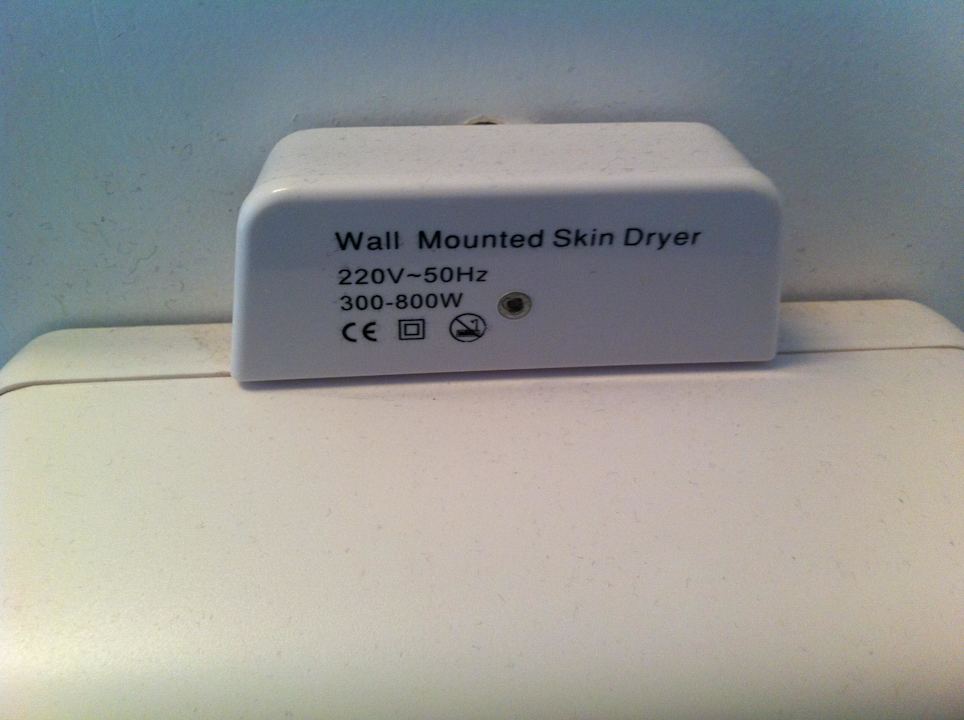 Wall Mounted Skin Dryer
220V~50Hz
300-800W
CE